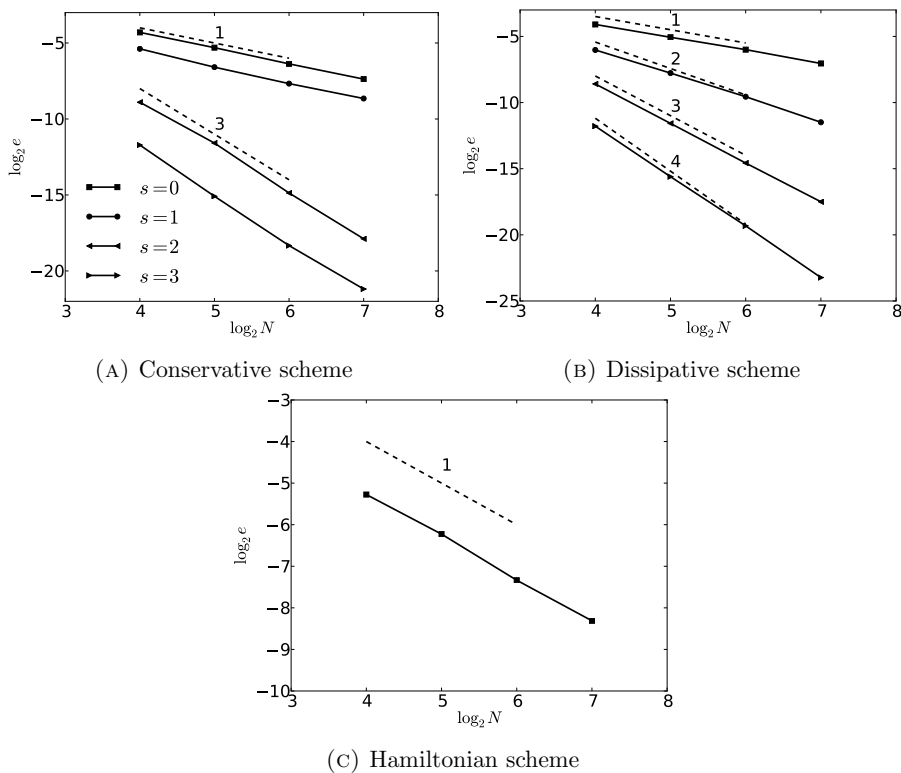 1
3
−5
−10
−15
−20
log₂ e
s=0
s=1
s=2
s=3
3 4 5 6 7 8
log₂ N
(A) Conservative scheme
1
2
3
4
−5
−10
−15
−20
−25
log₂ e
3 4 5 6 7 8
log₂ N
(B) Dissipative scheme
−3
−4
−5
−6
−7
−8
−9
−10
1
log₂ e
3 4 5 6 7 8
log₂ N
(C) Hamiltonian scheme